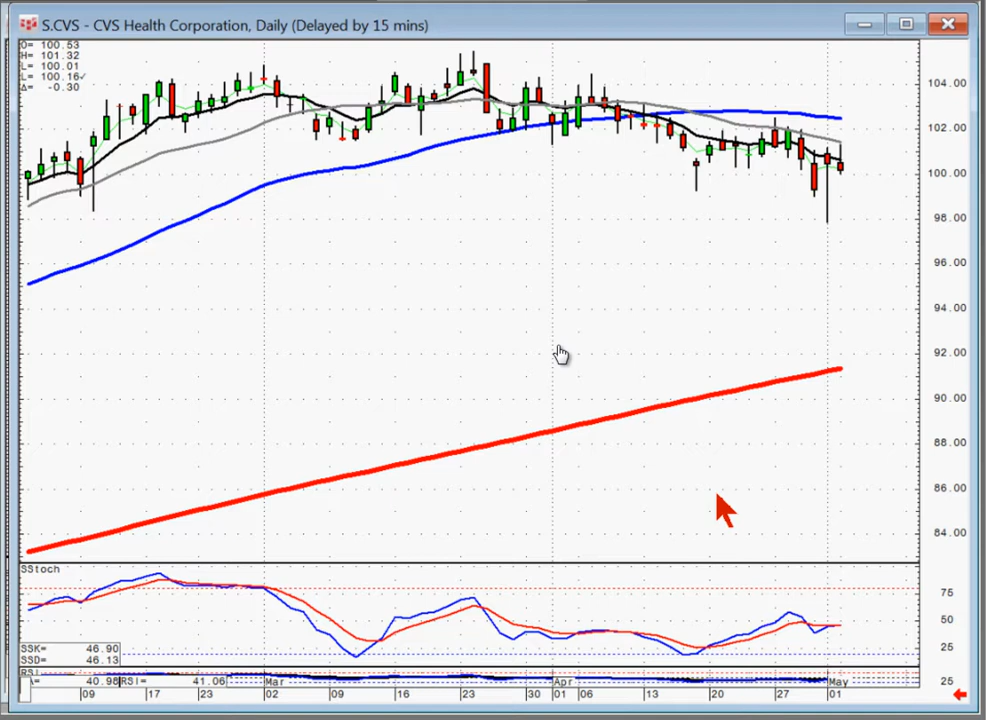 S.CVS - CVS Health Corporation, Daily (Delayed by 15 mins)
O= 100.53
H= 101.32
L= 100.01
L= 100.16✓
Δ= -0.30
104.00
102.00
100.00
98.00
96.00
94.00
92.00
90.00
88.00
86.00
84.00
SStoch
75
50
25
SSK= 46.90
SSD= 46.13
RSI
40.98 RSI= 41.06
25
09 17 23 02 Mar 09 16 23 30 01 Apr 06 13 20 27 01 May